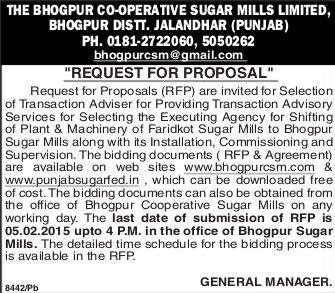 THE BHOGPUR CO-OPERATIVE SUGAR MILLS LIMITED,
BHOGPUR DISTT. JALANDHAR (PUNJAB)
PH. 0181-2722060, 5050262
bhogpurcsm@gmail.com
"REQUEST FOR PROPOSAL"
Request for Proposals (RFP) are invited for Selection
of Transaction Adviser for Providing Transaction Advisory
Services for Selecting the Executing Agency for Shifting
of Plant & Machinery of Faridkot Sugar Mills to Bhogpur
Sugar Mills along with its Installation, Commissioning and
Supervision. The bidding documents ( RFP & Agreement)
are available on web sites www.bhogpurcsm.com &
www.punjabsugarfed.in , which can be downloaded free
of cost. The bidding documents can also be obtained from
the office of Bhogpur Cooperative Sugar Mills on any
working day. The last date of submission of RFP is
05.02.2015 upto 4 P.M. in the office of Bhogpur Sugar
Mills. The detailed time schedule for the bidding process
is available in the RFP.
GENERAL MANAGER.
8442/Pb